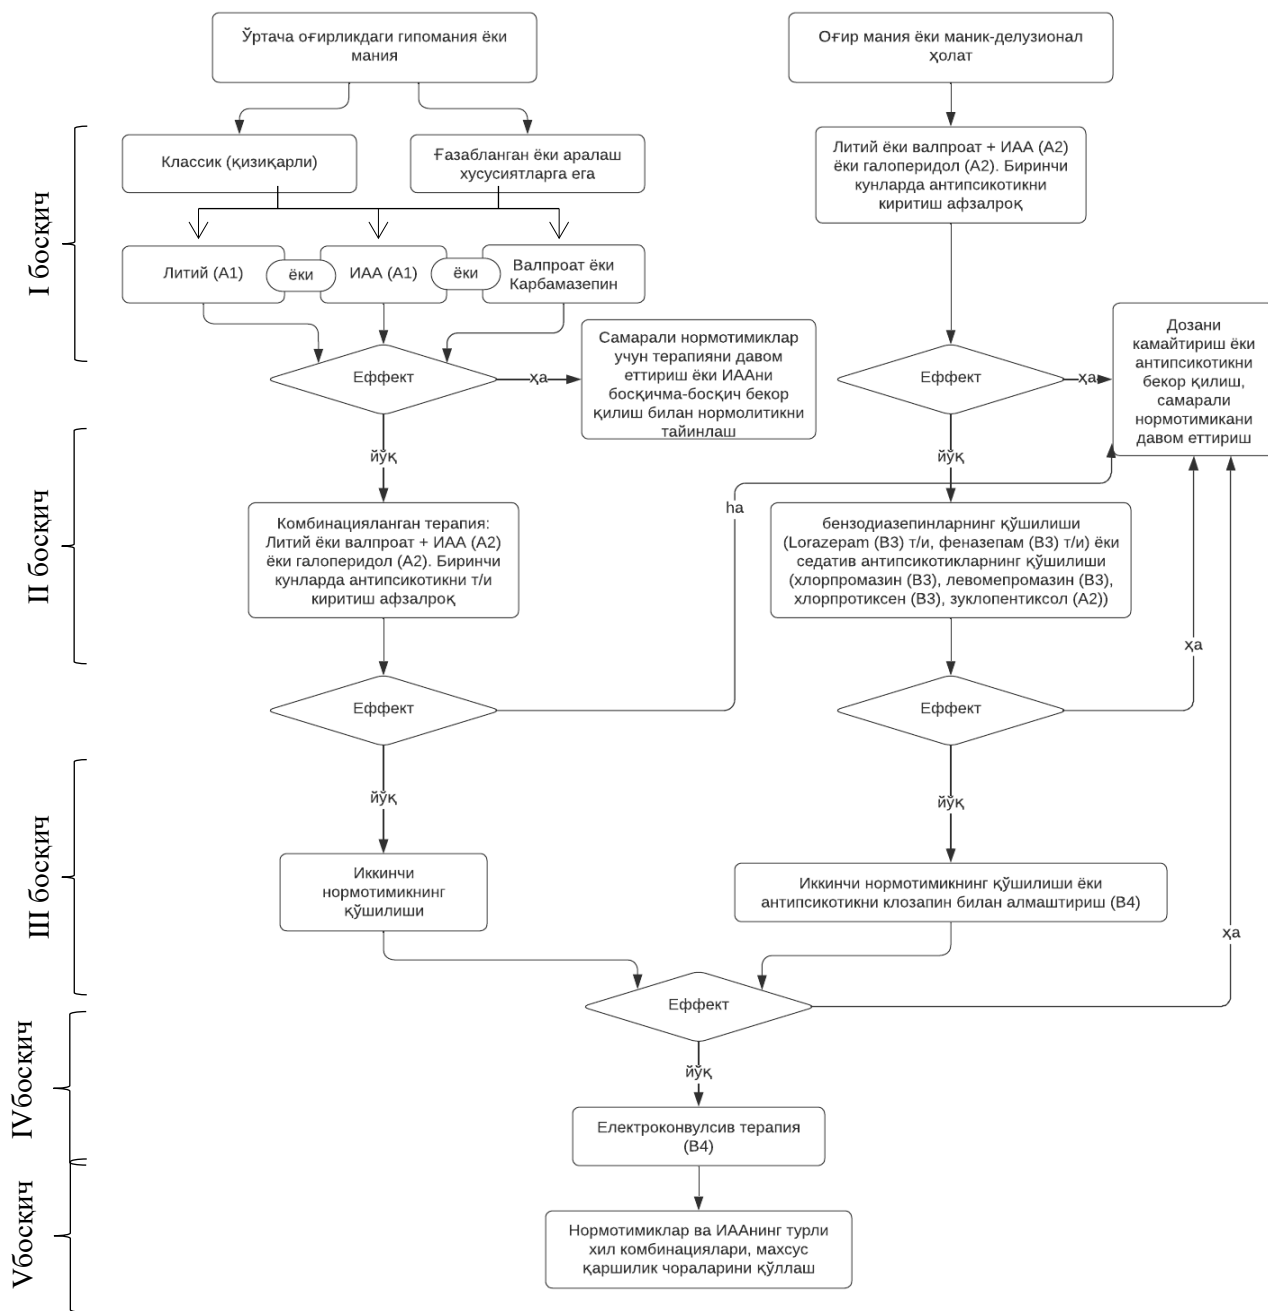 Ўртача оғирликдаги гипомания ёки
мания
Оғир мания ёки маник-делузионал
ҳолат
I босқич
Классик (қизиқарли)
Ғазабланган ёки аралаш
хусусиятларга ега
Литий ёки валпроат + ИАА (А2)
ёки галоперидол (А2). Биринчи
кунларда антипсикотикни
киритиш афзалроқ
Литий (А1)
ёки
ИАА (А1)
ёки
Валпроат ёки
Карбамазепин
Еффект
ҳа
Самарали нормотимиклар
учун терапияни давом
еттириш ёки ИААни
босқичма-босқич бекор
қилиш билан нормолитикни
тайинлаш
Еффект
ҳа
Дозани
камайтириш ёки
антипсикотикни
бекор қилиш,
самарали
нормотимикани
давом еттириш
йўқ
йўқ
II босқич
Комбинацияланган терапия:
Литий ёки валпроат + ИАА (А2)
ёки галоперидол (А2). Биринчи
кунларда антипсикотикни т/и
киритиш афзалроқ
ha
бензодиазепинларнинг қўшилиши
(Lorazepam (B3) т/и, феназепам (В3) т/и) ёки
седатив антипсикотикларнинг қўшилиши
(хлорпромазин (В3), левомепромазин (В3),
хлорпротиксен (В3), зуклопентиксол (А2))
ҳа
Еффект
Еффект
йўқ
йўқ
III босқич
Иккинчи
нормотимикнинг
қўшилиши
Иккинчи нормотимикнинг қўшилиши ёки
антипсикотикни клозапин билан алмаштириш (В4)
ҳа
Еффект
йўқ
IVбосқич
Електроконвулсив терапия
(В4)
Vбосқич
Нормотимиклар ва ИААнинг турли
хил комбинациялари, махсус
қаршилик чораларини қўллаш